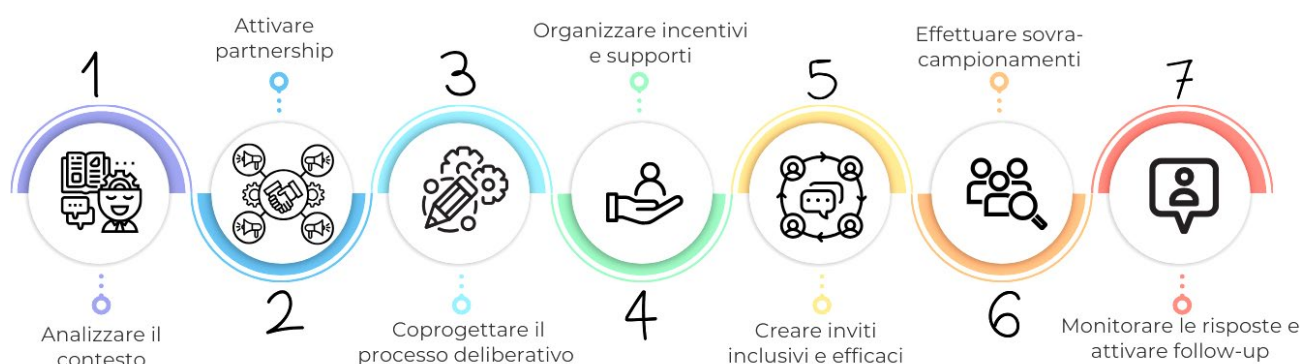 1
Analizzare il
contesto
Attivare
partnership
2
3
Coprogettare il
processo deliberativo
Organizzare incentivi
e supporti
4
5
Creare inviti
inclusivi e efficaci
Effettuare sovra-
campionamenti
6
7
Monitorare le risposte e
attivare follow-up